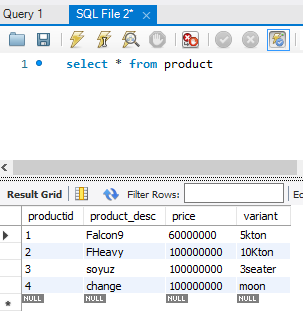 Query 1 SQL File 2* ×
1 select * from product
Result Grid Filter Rows:
productid product_desc price variant
1 Falcon9 60000000 5kton
2 FHeavy 100000000 10Kton
3 soyuz 100000000 3seater
4 change 100000000 moon
NULL NULL NULL NULL